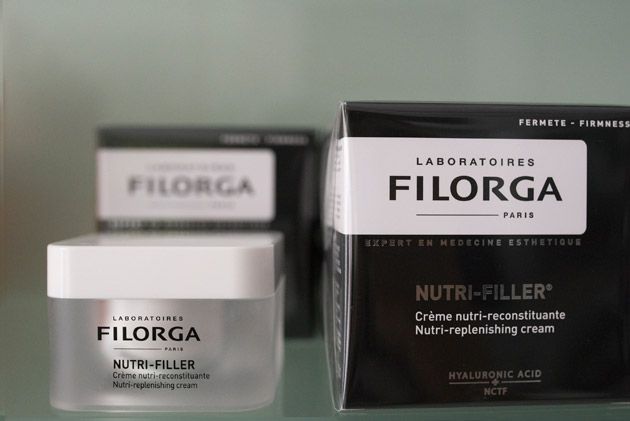 FERMETE - FIRMNESS
LABORATOIRES
FILORGA
PARIS
EXPERT EN MEDECINE ESTHETIQUE
NUTRI-FILLER®
Crème nutri-reconstituante
Nutri-replenishing cream
HYALURONIC ACID
+
NCTF
LABORATOIRES
FILORGA
PARIS
NUTRI-FILLER
Crème nutri-reconstituante
Nutri-replenishing cream
FILORGA